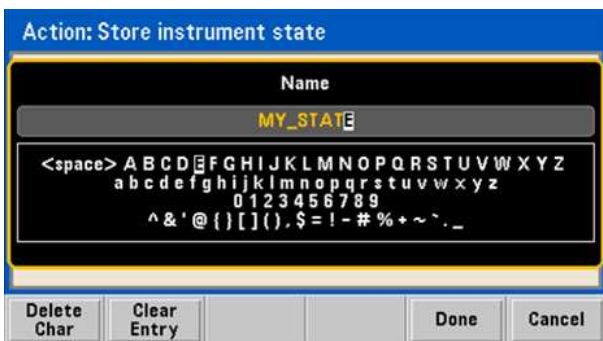 Action: Store instrument state
Name
MY_STATE
<space> A B C D E F G H I J K L M N O P Q R S T U V W X Y Z
a b c d e f g h i j k l m n o p q r s t u v w x y z
0 1 2 3 4 5 6 7 8 9
^ & ' @ { } [ ] ( ) , $ = ! - # % + ~ ` . _
Delete Char
Clear Entry
Done
Cancel